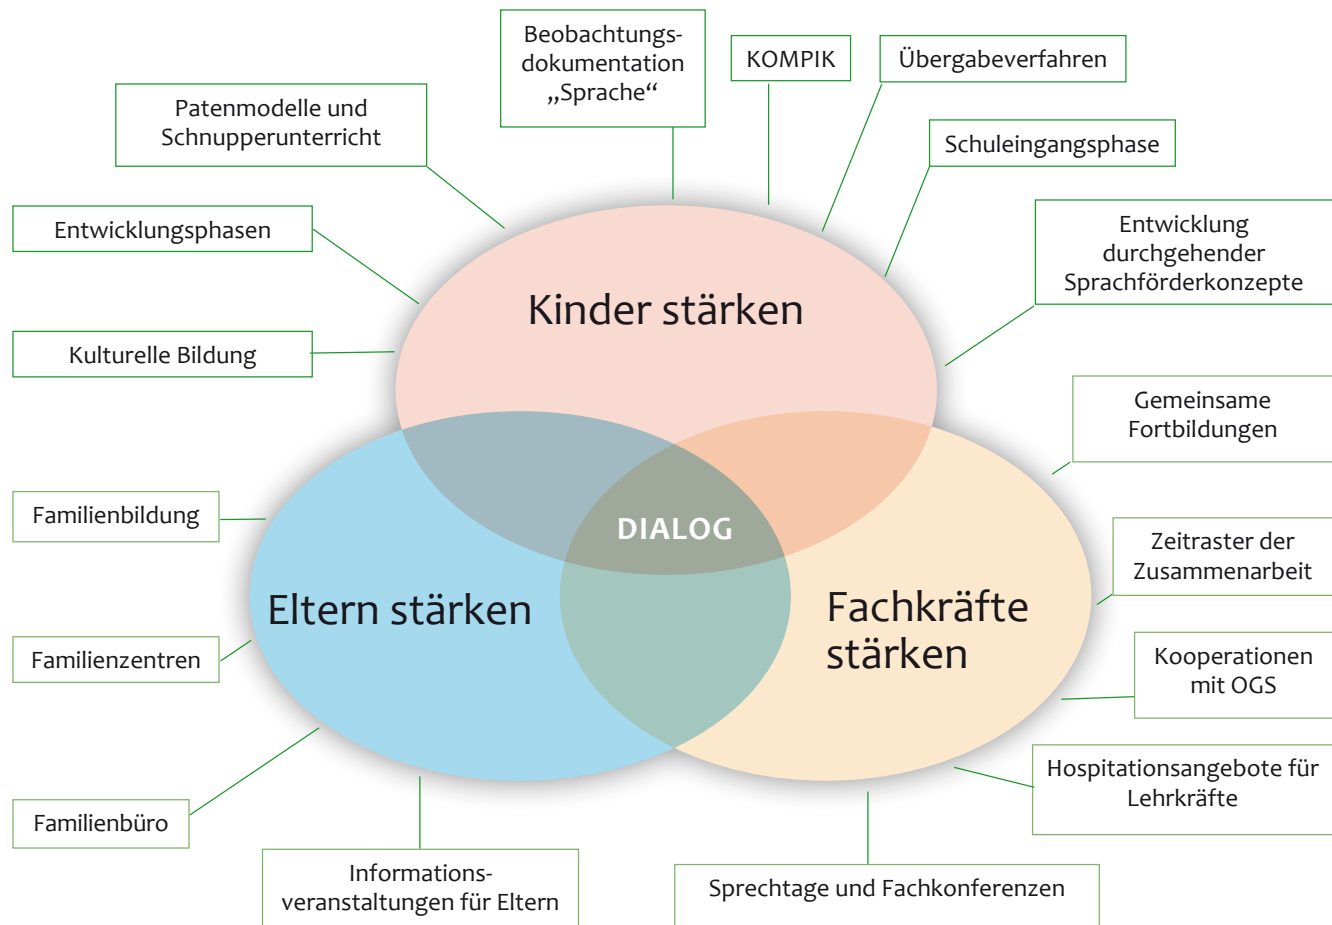 Beobachtungs-
dokumentation
„Sprache“
KOMPIK
Übergabeverfahren
Patenmodelle und
Schnupperunterricht
Schuleingangsphase
Entwicklungsphasen
Entwicklung
durchgehender
Sprachförderkonzepte
Kinder stärken
Kulturelle Bildung
Gemeinsame
Fortbildungen
Familienbildung
DIALOG
Zeitraster der
Zusammenarbeit
Eltern stärken
Fachkräfte
stärken
Familienzentren
Kooperationen
mit OGS
Hospitationsangebote für
Lehrkräfte
Familienbüro
Informations-
veranstaltungen für Eltern
Sprechtage und Fachkonferenzen